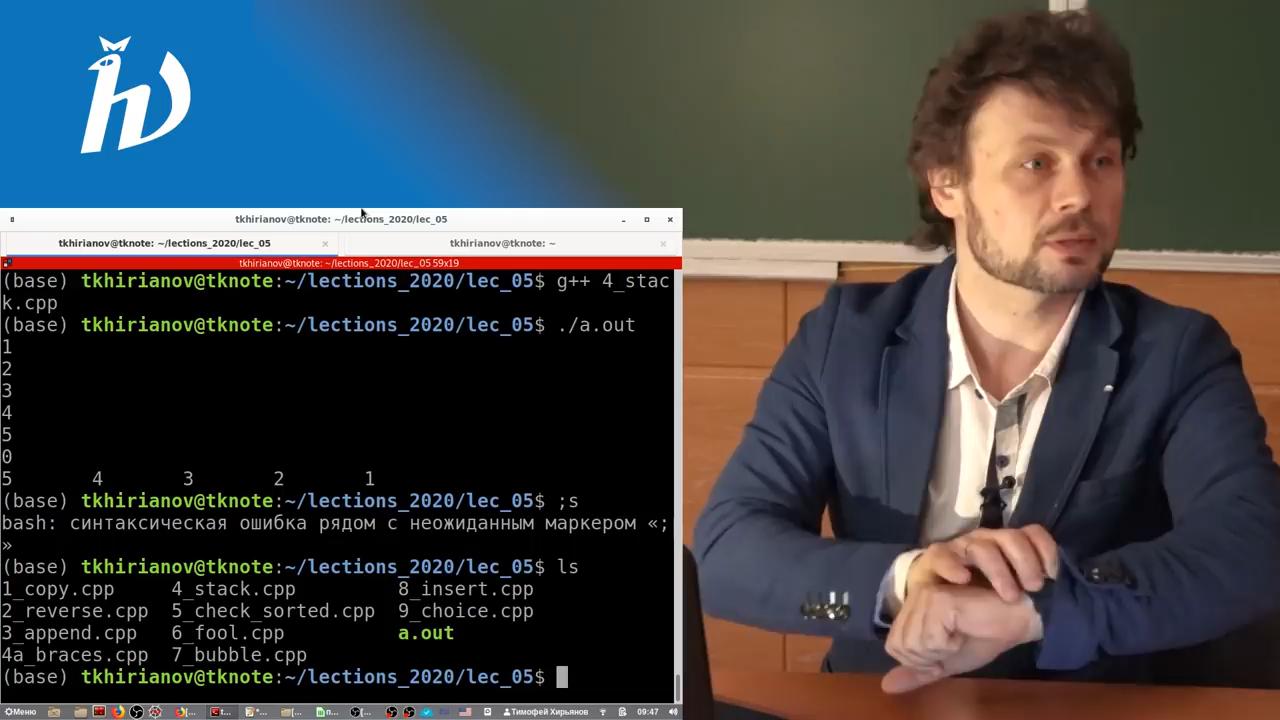 tkhirianov@tknote: ~/lections_2020/lec_05
tkhirianov@tknote: ~/lections_2020/lec_05
tkhirianov@tknote: ~
tkhirianov@tknote: ~/lections_2020/lec_05 59x19
(base) tkhirianov@tknote:~/lections_2020/lec_05$ g++ 4_stac
k.cpp
(base) tkhirianov@tknote:~/lections_2020/lec_05$ ./a.out
1
2
3
4
5
0
5 4 3 2 1
(base) tkhirianov@tknote:~/lections_2020/lec_05$ ;s
bash: синтаксическая ошибка рядом с неожиданным маркером «;
»
(base) tkhirianov@tknote:~/lections_2020/lec_05$ ls
1_copy.cpp 4_stack.cpp 8_insert.cpp
2_reverse.cpp 5_check_sorted.cpp 9_choice.cpp
3_append.cpp 6_fool.cpp a.out
4a_braces.cpp 7_bubble.cpp
(base) tkhirianov@tknote:~/lections_2020/lec_05$
Меню Тимофей Хирьянов 09:47